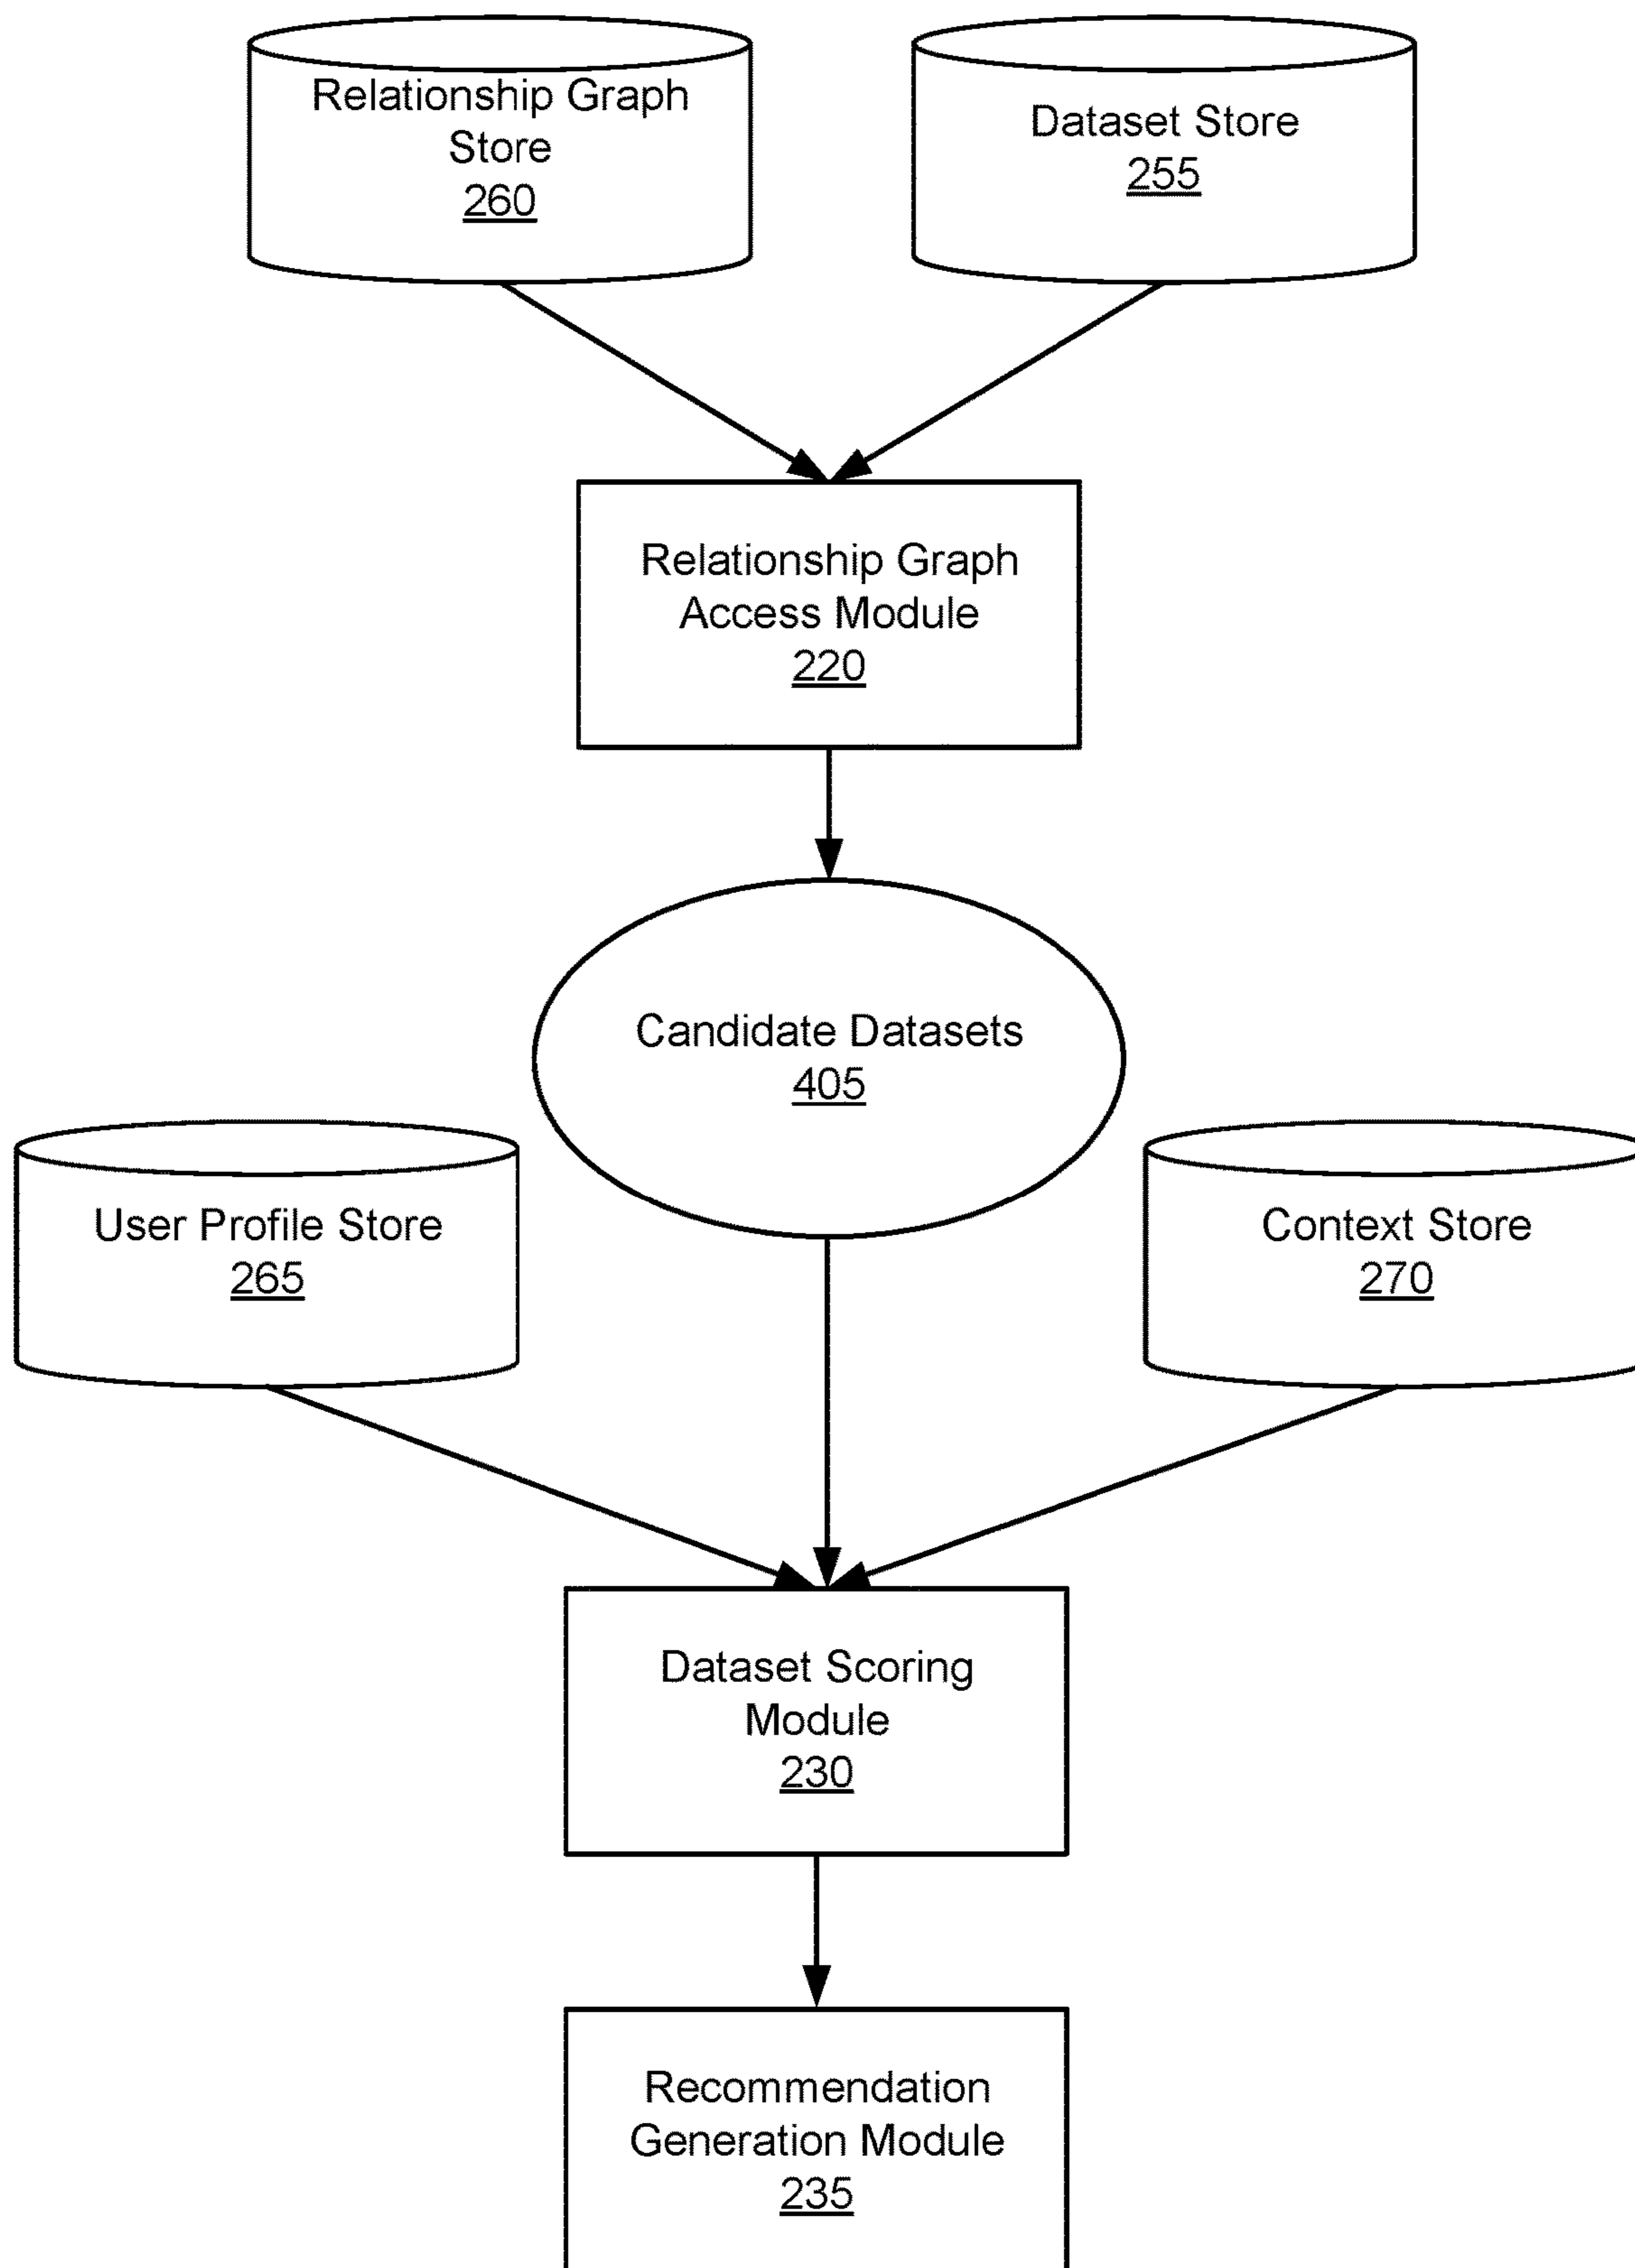 Relationship Graph
Store
260
Dataset Store
255
Relationship Graph
Access Module
220
Candidate Datasets
405
User Profile Store
265
Context Store
270
Dataset Scoring
Module
230
Recommendation
Generation Module
235